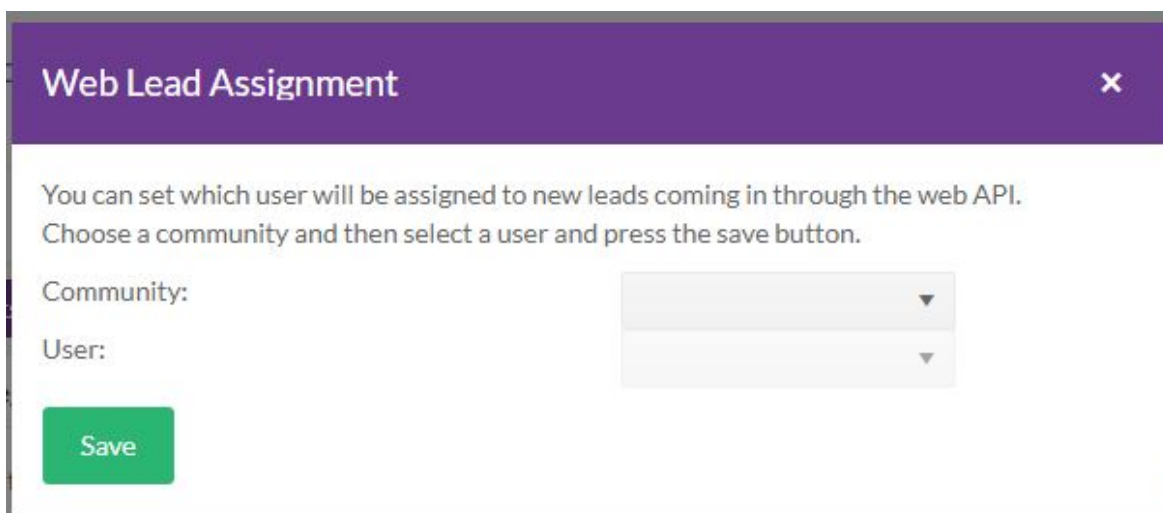 Web Lead Assignment
You can set which user will be assigned to new leads coming in through the web API.
Choose a community and then select a user and press the save button.
Community:
User:
Save